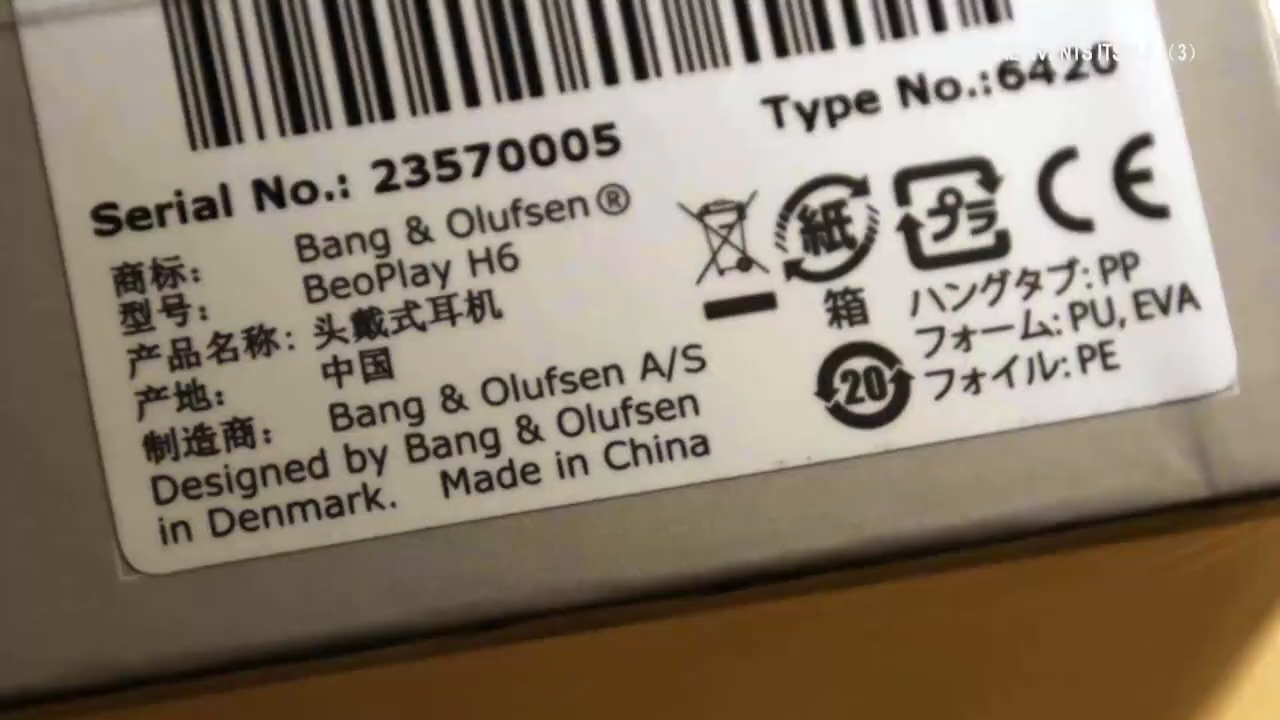 Type No.:6420
Serial No.: 23570005
商标: Bang & Olufsen®
型号: BeoPlay H6
产品名称: 头戴式耳机
产地: 中国
制造商: Bang & Olufsen A/S
Designed by Bang & Olufsen
in Denmark. Made in China
紙
プラ
CE
箱
ハングタブ: PP
フォーム: PU, EVA
フォイル: PE
20
(3)